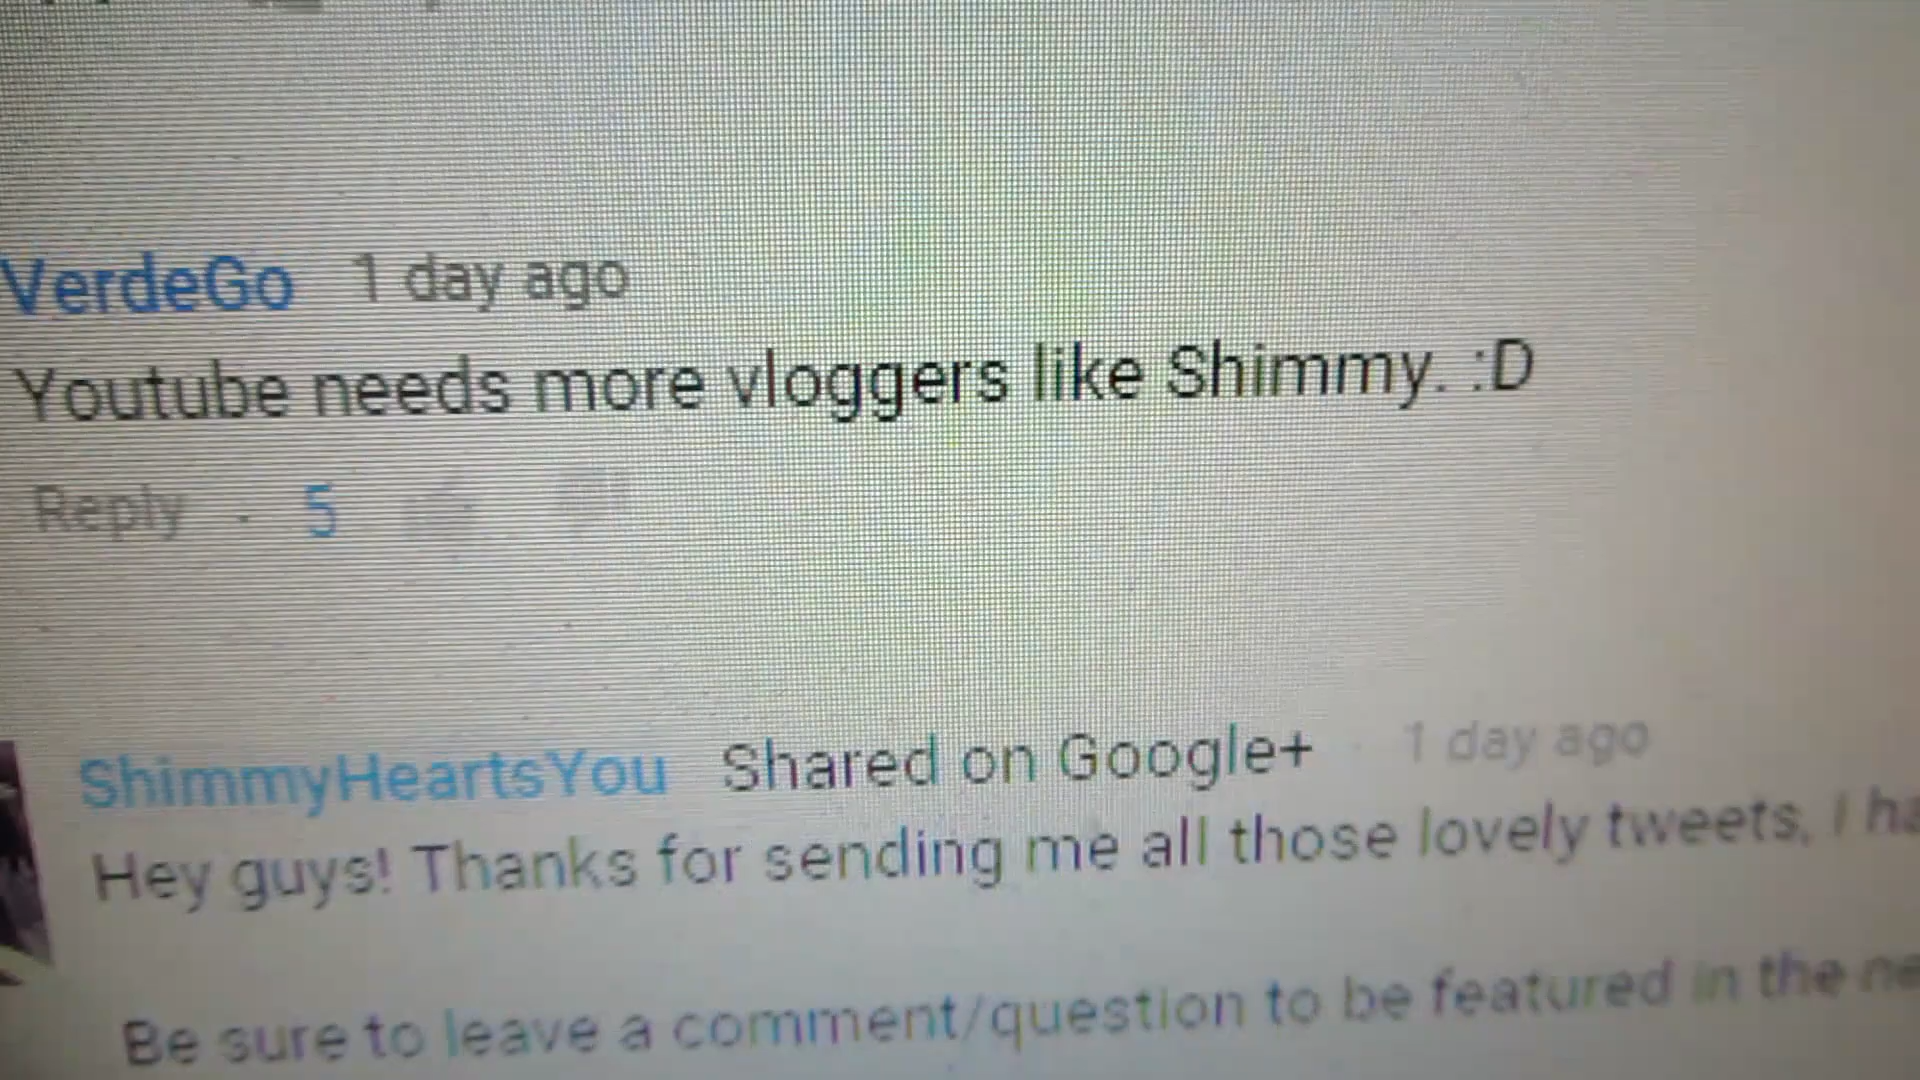 VerdeGo 1 day ago
Youtube needs more vloggers like Shimmy. :D
Reply · 5
ShimmyHeartsYou Shared on Google+ · 1 day ago
Hey guys! Thanks for sending me all those lovely tweets, I
Be sure to leave a comment/question to be featured in the